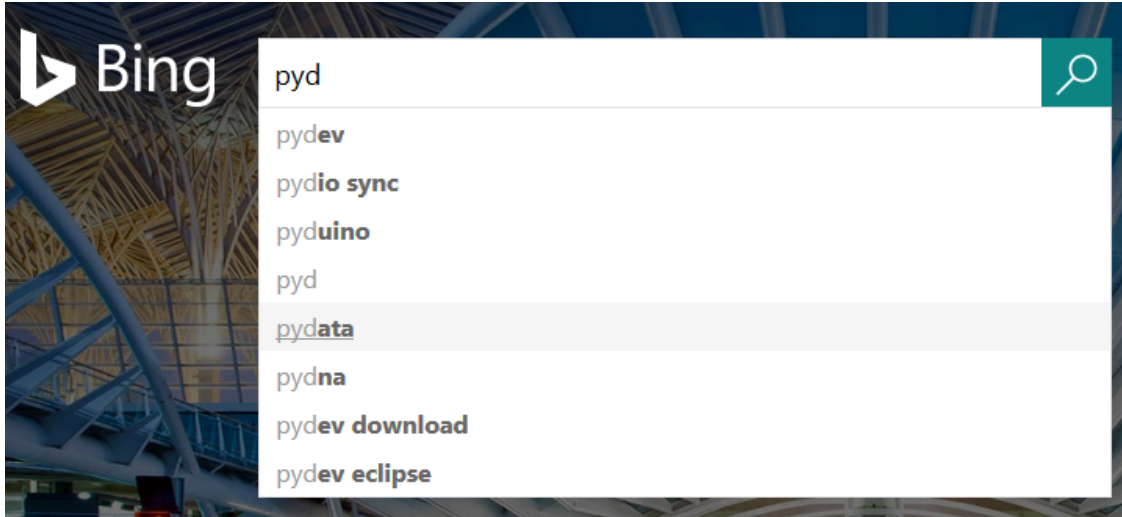 Bing
pyd
pydev
pydio sync
pyduino
pyd
pydata
pydna
pydev download
pydev eclipse